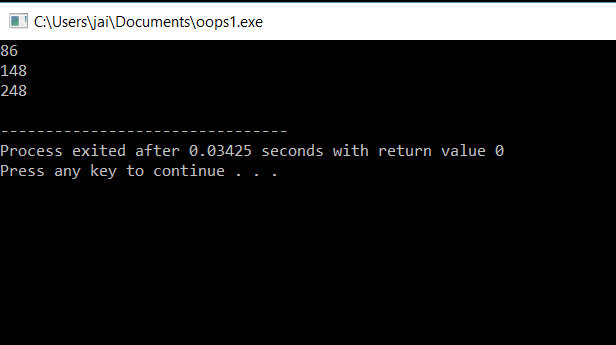 C:\Users\jai\Documents\oops1.exe
86
148
248
--------------------------------
Process exited after 0.03425 seconds with return value 0
Press any key to continue . . .